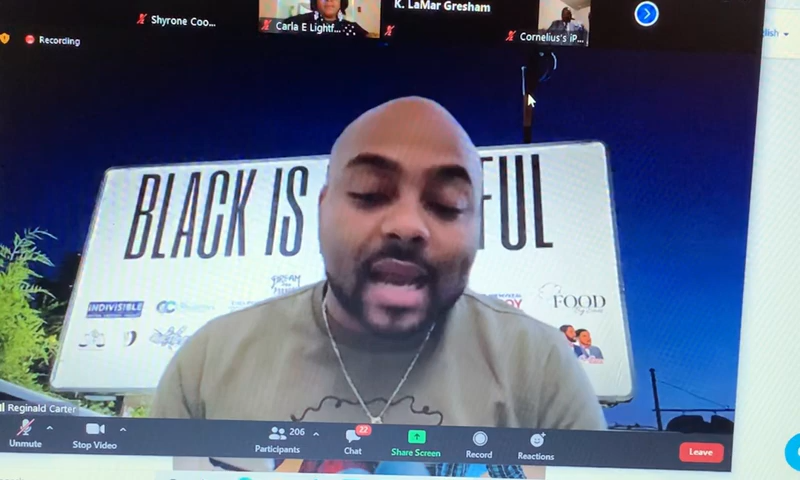 Shyrone Coo...
Carla E Lightf...
K. LaMar Gresham
Cornelius's iP...
Recording
BLACK IS
FUL
INDIVISIBLE
FOOD
Reginald Carter
Unmute
Stop Video
206
Participants
22
Chat
Share Screen
Record
Reactions
Leave